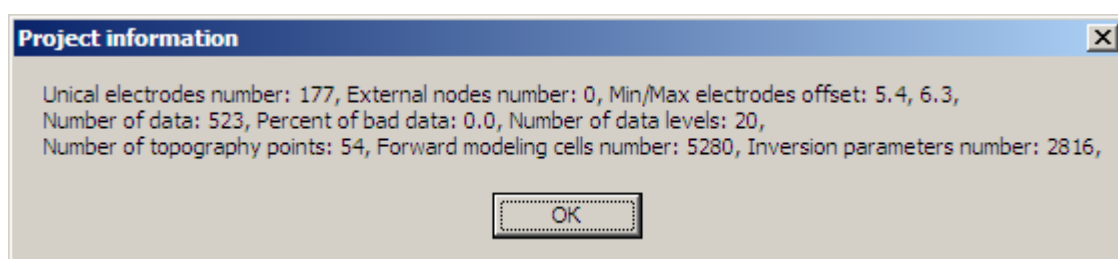 Project information
Unical electrodes number: 177, External nodes number: 0, Min/Max electrodes offset: 5.4, 6.3,
Number of data: 523, Percent of bad data: 0.0, Number of data levels: 20,
Number of topography points: 54, Forward modeling cells number: 5280, Inversion parameters number: 2816,
OK